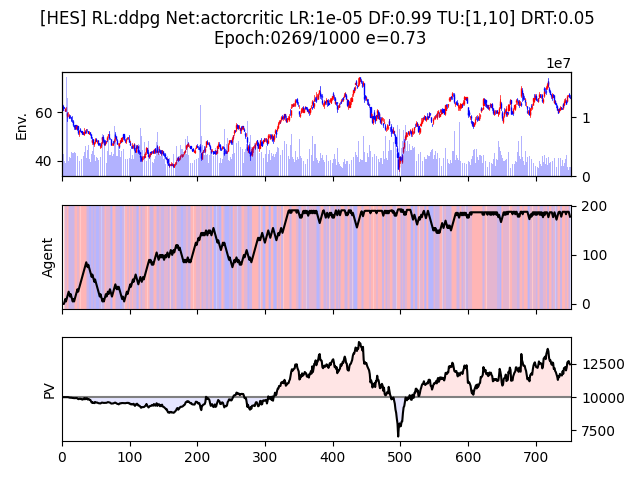 [HES] RL:ddpg Net:actorcritic LR:1e-05 DF:0.99 TU:[1,10] DRT:0.05
Epoch:0269/1000 e=0.73
1e7
Env.
60
40
1
0
Agent
200
100
0
PV
12500
10000
7500
0 100 200 300 400 500 600 700